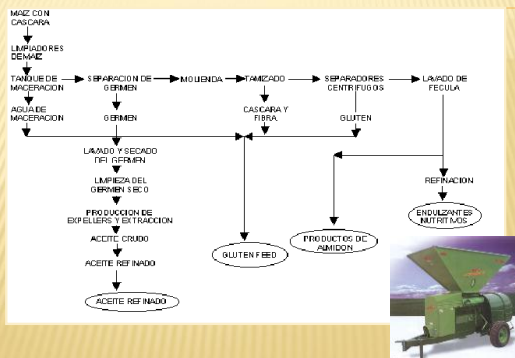 MAIZ CON
CASCARA
LIMPIADORES
DE MAIZ
TANQUE DE
MACERACION
SEPARACION DE
GERMEN
MOLIENDA
TAMIZADO
SEPARADORES
CENTRIFUGOS
LAVADO DE
FECULA
AGUA DE
MACERACION
GERMEN
CASCARA Y
FIBRA
GLUTEN
LAVADO Y SECADO
DEL GERMEN
LIMPIEZA DEL
GERMEN SECO
PRODUCCION DE
EXPELLERS Y EXTRACCION
ACEITE CRUDO
ACEITE REFINADO
ACEITE REFINADO
GLUTEN FEED
PRODUCTOS DE
ALMIDON
REFINACION
ENDULZANTES
NUTRITIVOS